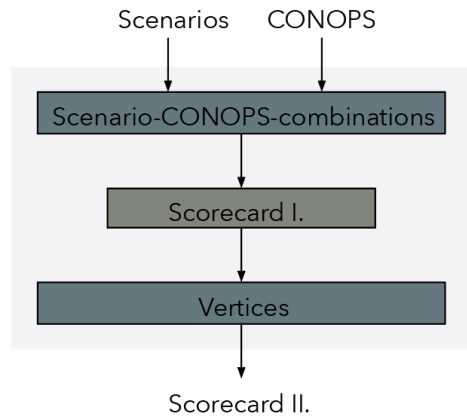 Scenarios CONOPS
Scenario-CONOPS-combinations
Scorecard I.
Vertices
Scorecard II.